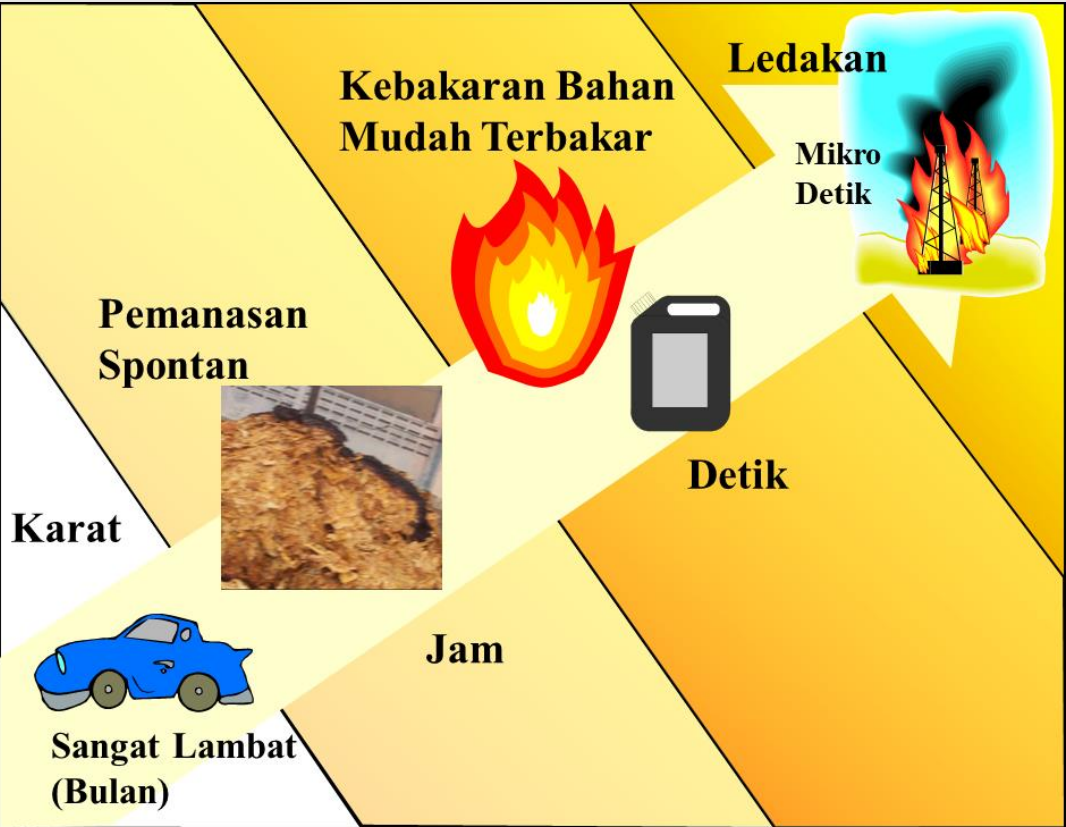 Ledakan
Kebakaran Bahan
Mudah Terbakar
Mikro
Detik
Pemanasan
Spontan
Detik
Karat
Jam
Sangat Lambat
(Bulan)